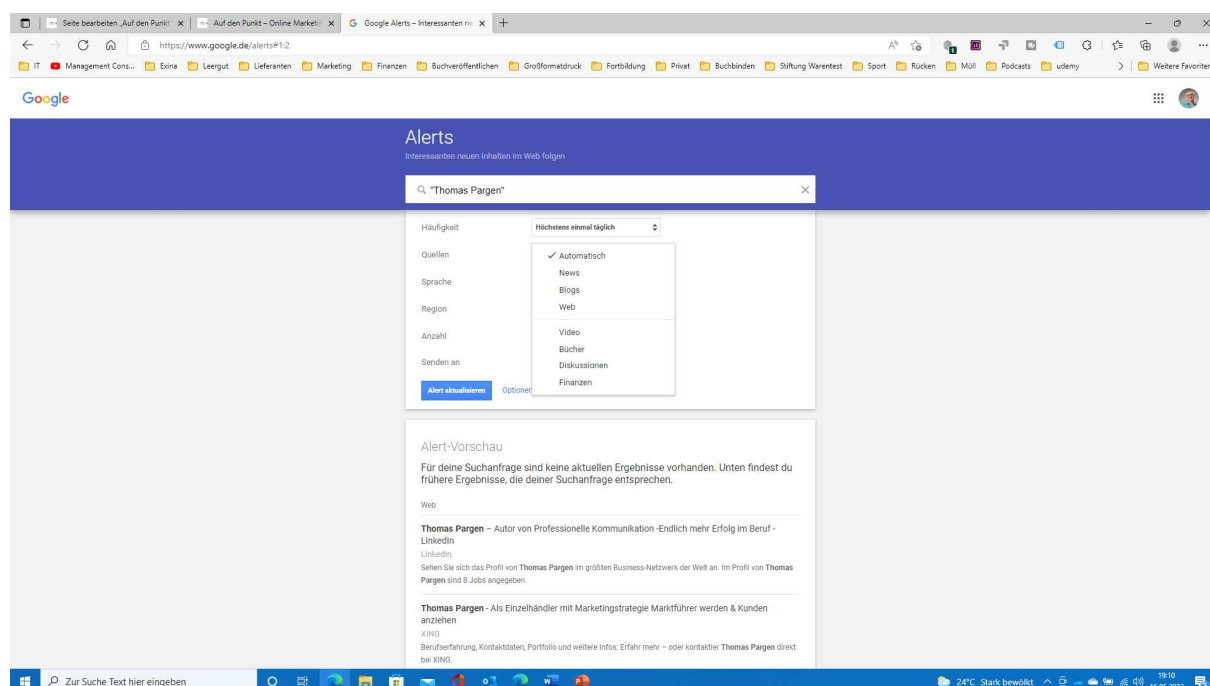 Seite bearbeiten „Auf den Punkt
Auf den Punkt – Online Marketin
Google Alerts – Interessanten ne
https://www.google.de/alerts#1:2
IT Management Cons... Exina Leergut Lieferanten Marketing Finanzen Buchveröffentlichen Großformatdruck Fortbildung Privat Buchbinden Stiftung Warentest Sport Rücken Müll Podcasts udemy Weitere Favoriten
Google
Alerts
Interessanten neuen Inhalten im Web folgen
"Thomas Pargen"
Häufigkeit Höchstens einmal täglich
Quellen Automatisch
News
Sprache
Blogs
Region Web
Anzahl Video
Bücher
Senden an Diskussionen
Finanzen
Alert aktualisieren Optionen
Alert-Vorschau
Für deine Suchanfrage sind keine aktuellen Ergebnisse vorhanden. Unten findest du
frühere Ergebnisse, die deiner Suchanfrage entsprechen.
Web
Thomas Pargen – Autor von Professionelle Kommunikation -Endlich mehr Erfolg im Beruf -
LinkedIn
LinkedIn
Sehen Sie sich das Profil von Thomas Pargen im größten Business-Netzwerk der Welt an. Im Profil von Thomas
Pargen sind 8 Jobs angegeben.
Thomas Pargen - Als Einzelhändler mit Marketingstrategie Marktführer werden & Kunden
anziehen
XING
Berufserfahrung, Kontaktdaten, Portfolio und weitere Infos: Erfahr mehr – oder kontaktier Thomas Pargen direkt
bei XING.
Zur Suche Text hier eingeben
24°C Stark bewölkt
19:10